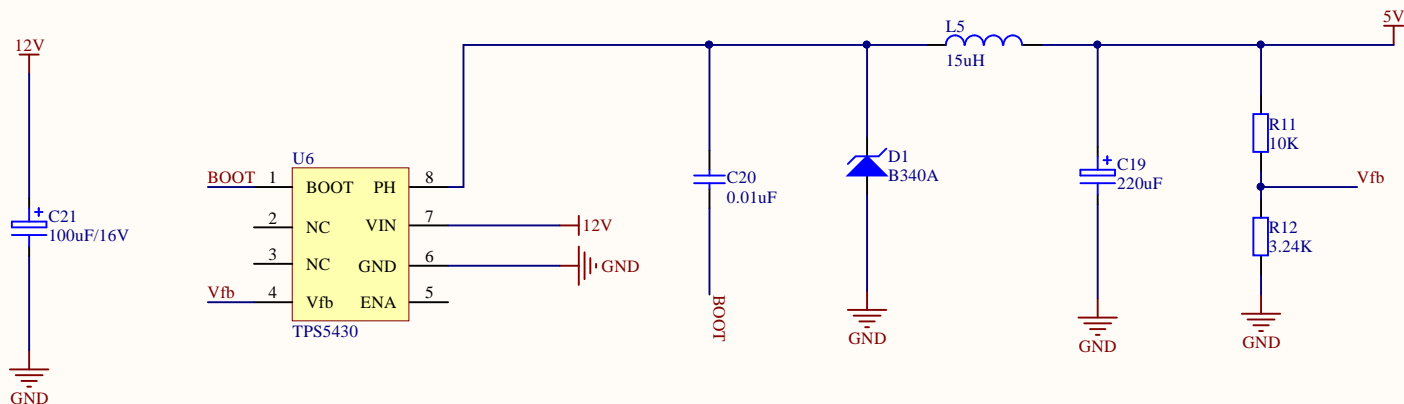 12V
C21
100uF/16V
GND
U6
BOOT
1
BOOT
PH
8
2
NC
VIN
7
12V
3
NC
GND
6
GND
Vfb
4
Vfb
ENA
5
TPS5430
C20
0.01uF
BOOT
D1
B340A
GND
L5
15uH
C19
220uF
GND
5V
R11
10K
Vfb
R12
3.24K
GND